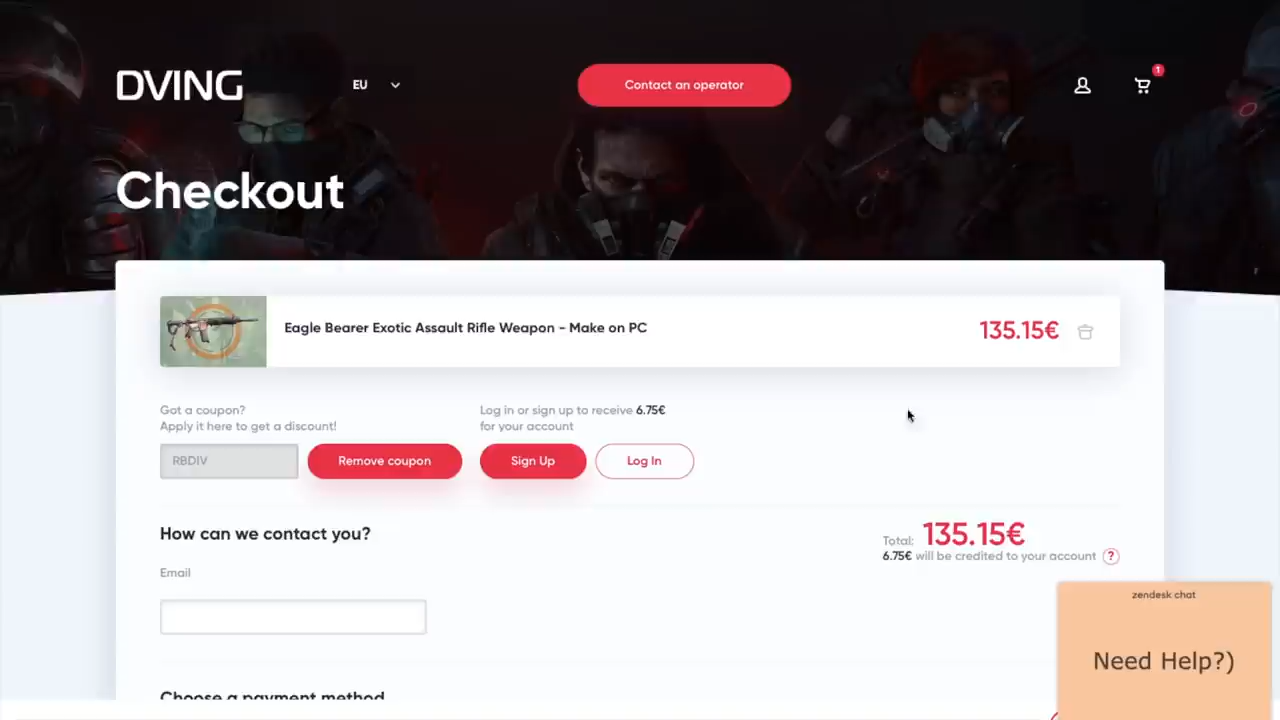 DVING
EU
Contact an operator
1
Checkout
Eagle Bearer Exotic Assault Rifle Weapon - Make on PC
135.15€
Got a coupon?
Apply it here to get a discount!
Log in or sign up to receive 6.75€
for your account
RBDIV
Remove coupon
Sign Up
Log In
How can we contact you?
Total: 135.15€
6.75€ will be credited to your account ?
Email
zendesk chat
Need Help?)
Choose a payment method